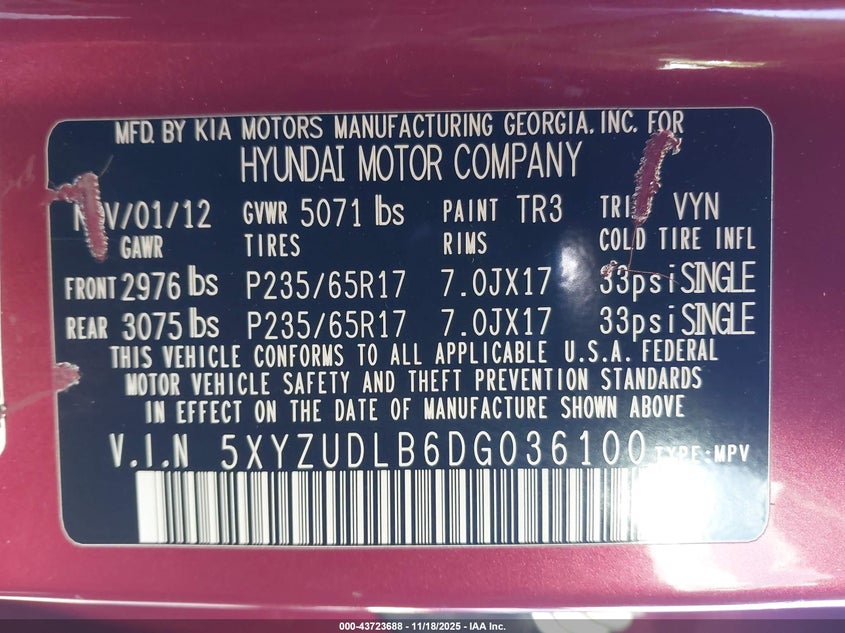 MFD. BY KIA MOTORS MANUFACTURING GEORGIA, INC. FOR
HYUNDAI MOTOR COMPANY
/01/12 GVWR 5071 lbs PAINT TR3 TRI VYN
GAWR TIRES RIMS COLD TIRE INFL
FRONT 2976 lbs P235/65R17 7.0JX17 33psi SINGLE
REAR 3075 lbs P235/65R17 7.0JX17 33psi SINGLE
THIS VEHICLE CONFORMS TO ALL APPLICABLE U.S.A. FEDERAL
MOTOR VEHICLE SAFETY AND THEFT PREVENTION STANDARDS
IN EFFECT ON THE DATE OF MANUFACTURE SHOWN ABOVE
V.I.N 5XYZUDLB6DG036100 TYPE:MPV
000-43723688 - 11/18/2025 - IAA Inc.